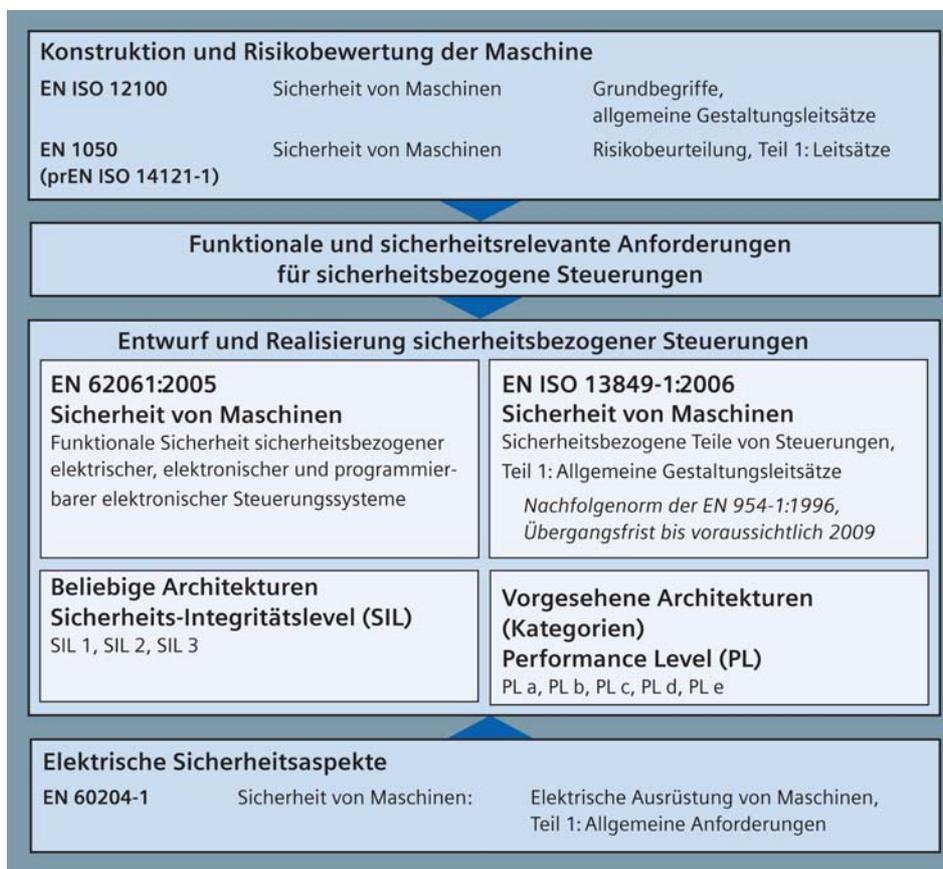 Konstruktion und Risikobewertung der Maschine
EN ISO 12100 Sicherheit von Maschinen Grundbegriffe,
allgemeine Gestaltungsleitsätze
EN 1050 Sicherheit von Maschinen Risikobeurteilung, Teil 1: Leitsätze
(prEN ISO 14121-1)
Funktionale und sicherheitsrelevante Anforderungen
für sicherheitsbezogene Steuerungen
Entwurf und Realisierung sicherheitsbezogener Steuerungen
EN 62061:2005
Sicherheit von Maschinen
Funktionale Sicherheit sicherheitsbezogener
elektrischer, elektronischer und programmier-
barer elektronischer Steuerungssysteme
EN ISO 13849-1:2006
Sicherheit von Maschinen
Sicherheitsbezogene Teile von Steuerungen,
Teil 1: Allgemeine Gestaltungsleitsätze
Nachfolgenorm der EN 954-1:1996,
Übergangsfrist bis voraussichtlich 2009
Beliebige Architekturen
Sicherheits-Integritätslevel (SIL)
SIL 1, SIL 2, SIL 3
Vorgesehene Architekturen
(Kategorien)
Performance Level (PL)
PL a, PL b, PL c, PL d, PL e
Elektrische Sicherheitsaspekte
EN 60204-1 Sicherheit von Maschinen: Elektrische Ausrüstung von Maschinen,
Teil 1: Allgemeine Anforderungen